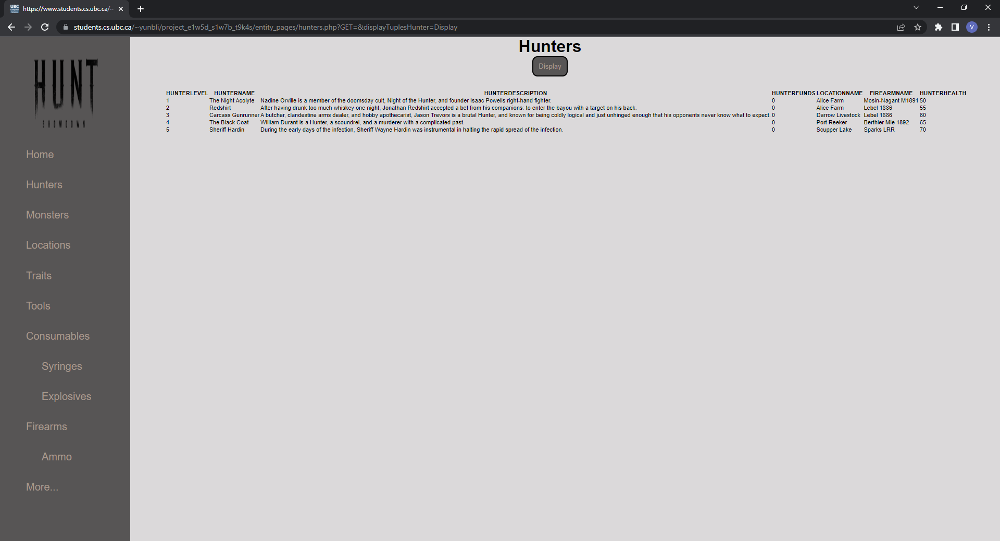 UBC
https://www.students.cs.ubc.ca/~
students.cs.ubc.ca/~yunbli/project_e1w5d_s1w7b_t9k4s/entity_pages/hunters.php?GET=&displayTuplesHunter=Display
V
HUNT
SHOWDOWN
Home
Hunters
Monsters
Locations
Traits
Tools
Consumables
Syringes
Explosives
Firearms
Ammo
More...
Hunters
Display
HUNTERLEVEL HUNTERNAME HUNTERDESCRIPTION HUNTERFUNDS LOCATIONNAME FIREARMNAME HUNTERHEALTH
1 The Night Acolyte Nadine Orville is a member of the doomsday cult, Night of the Hunter, and founder Isaac Powells right-hand fighter. 0 Alice Farm Mosin-Nagant M1891 50
2 Redshirt After having drunk too much whiskey one night, Jonathan Redshirt accepted a bet from his companions: to enter the bayou with a target on his back. 0 Alice Farm Lebel 1886 55
3 Carcass Gunrunner A butcher, clandestine arms dealer, and hobby apothecarist, Jason Trevors is a brutal Hunter, and known for being coldly logical and just unhinged enough that his opponents never know what to expect. 0 Darrow Livestock Lebel 1886 60
4 The Black Coat William Durant is a Hunter, a scoundrel, and a murderer with a complicated past. 0 Port Reeker Berthier Mle 1892 65
5 Sheriff Hardin During the early days of the infection, Sheriff Wayne Hardin was instrumental in halting the rapid spread of the infection. 0 Scupper Lake Sparks LRR 70